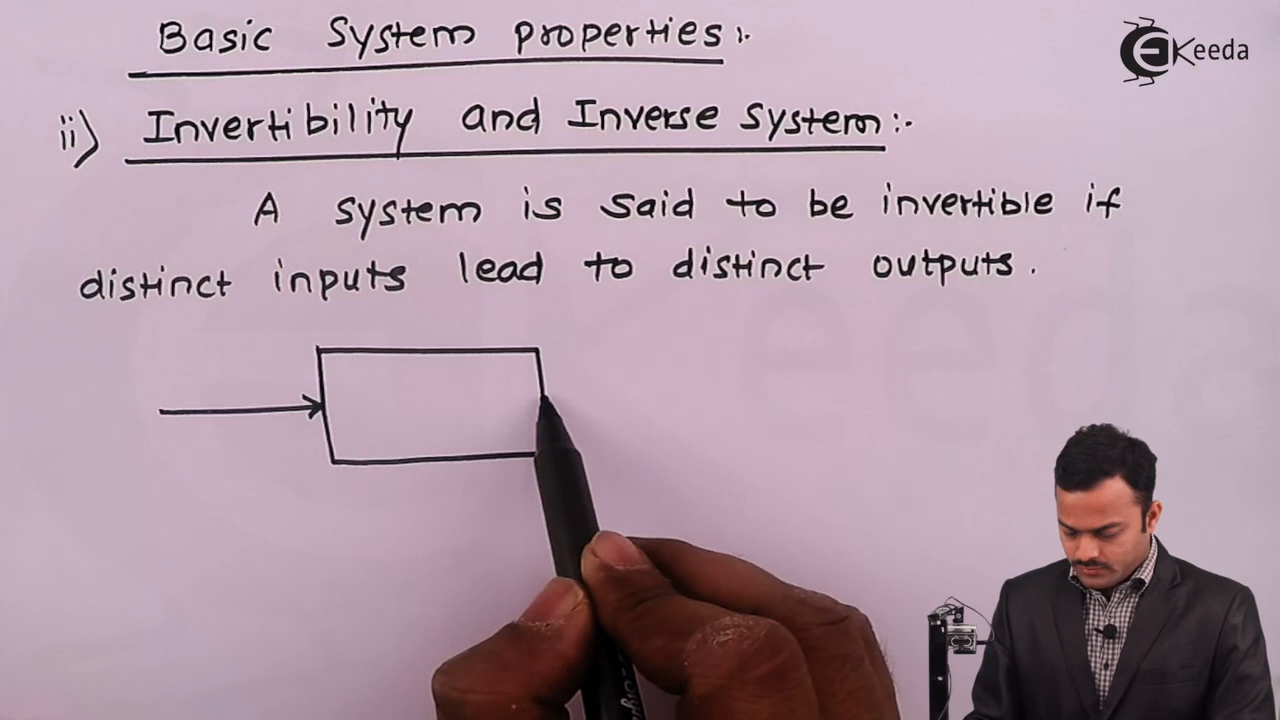 Basic System properties:.
EKeeda
ii) Invertibility and Inverse System:.
A system is said to be invertible if
distinct inputs lead to distinct outputs.